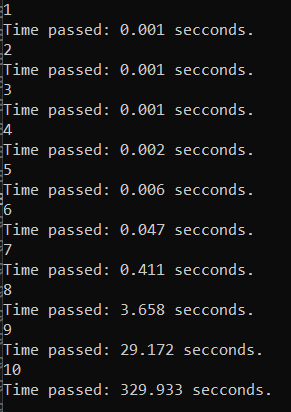 1
Time passed: 0.001 secconds.
2
Time passed: 0.001 secconds.
3
Time passed: 0.001 secconds.
4
Time passed: 0.002 secconds.
5
Time passed: 0.006 secconds.
6
Time passed: 0.047 secconds.
7
Time passed: 0.411 secconds.
8
Time passed: 3.658 secconds.
9
Time passed: 29.172 secconds.
10
Time passed: 329.933 secconds.